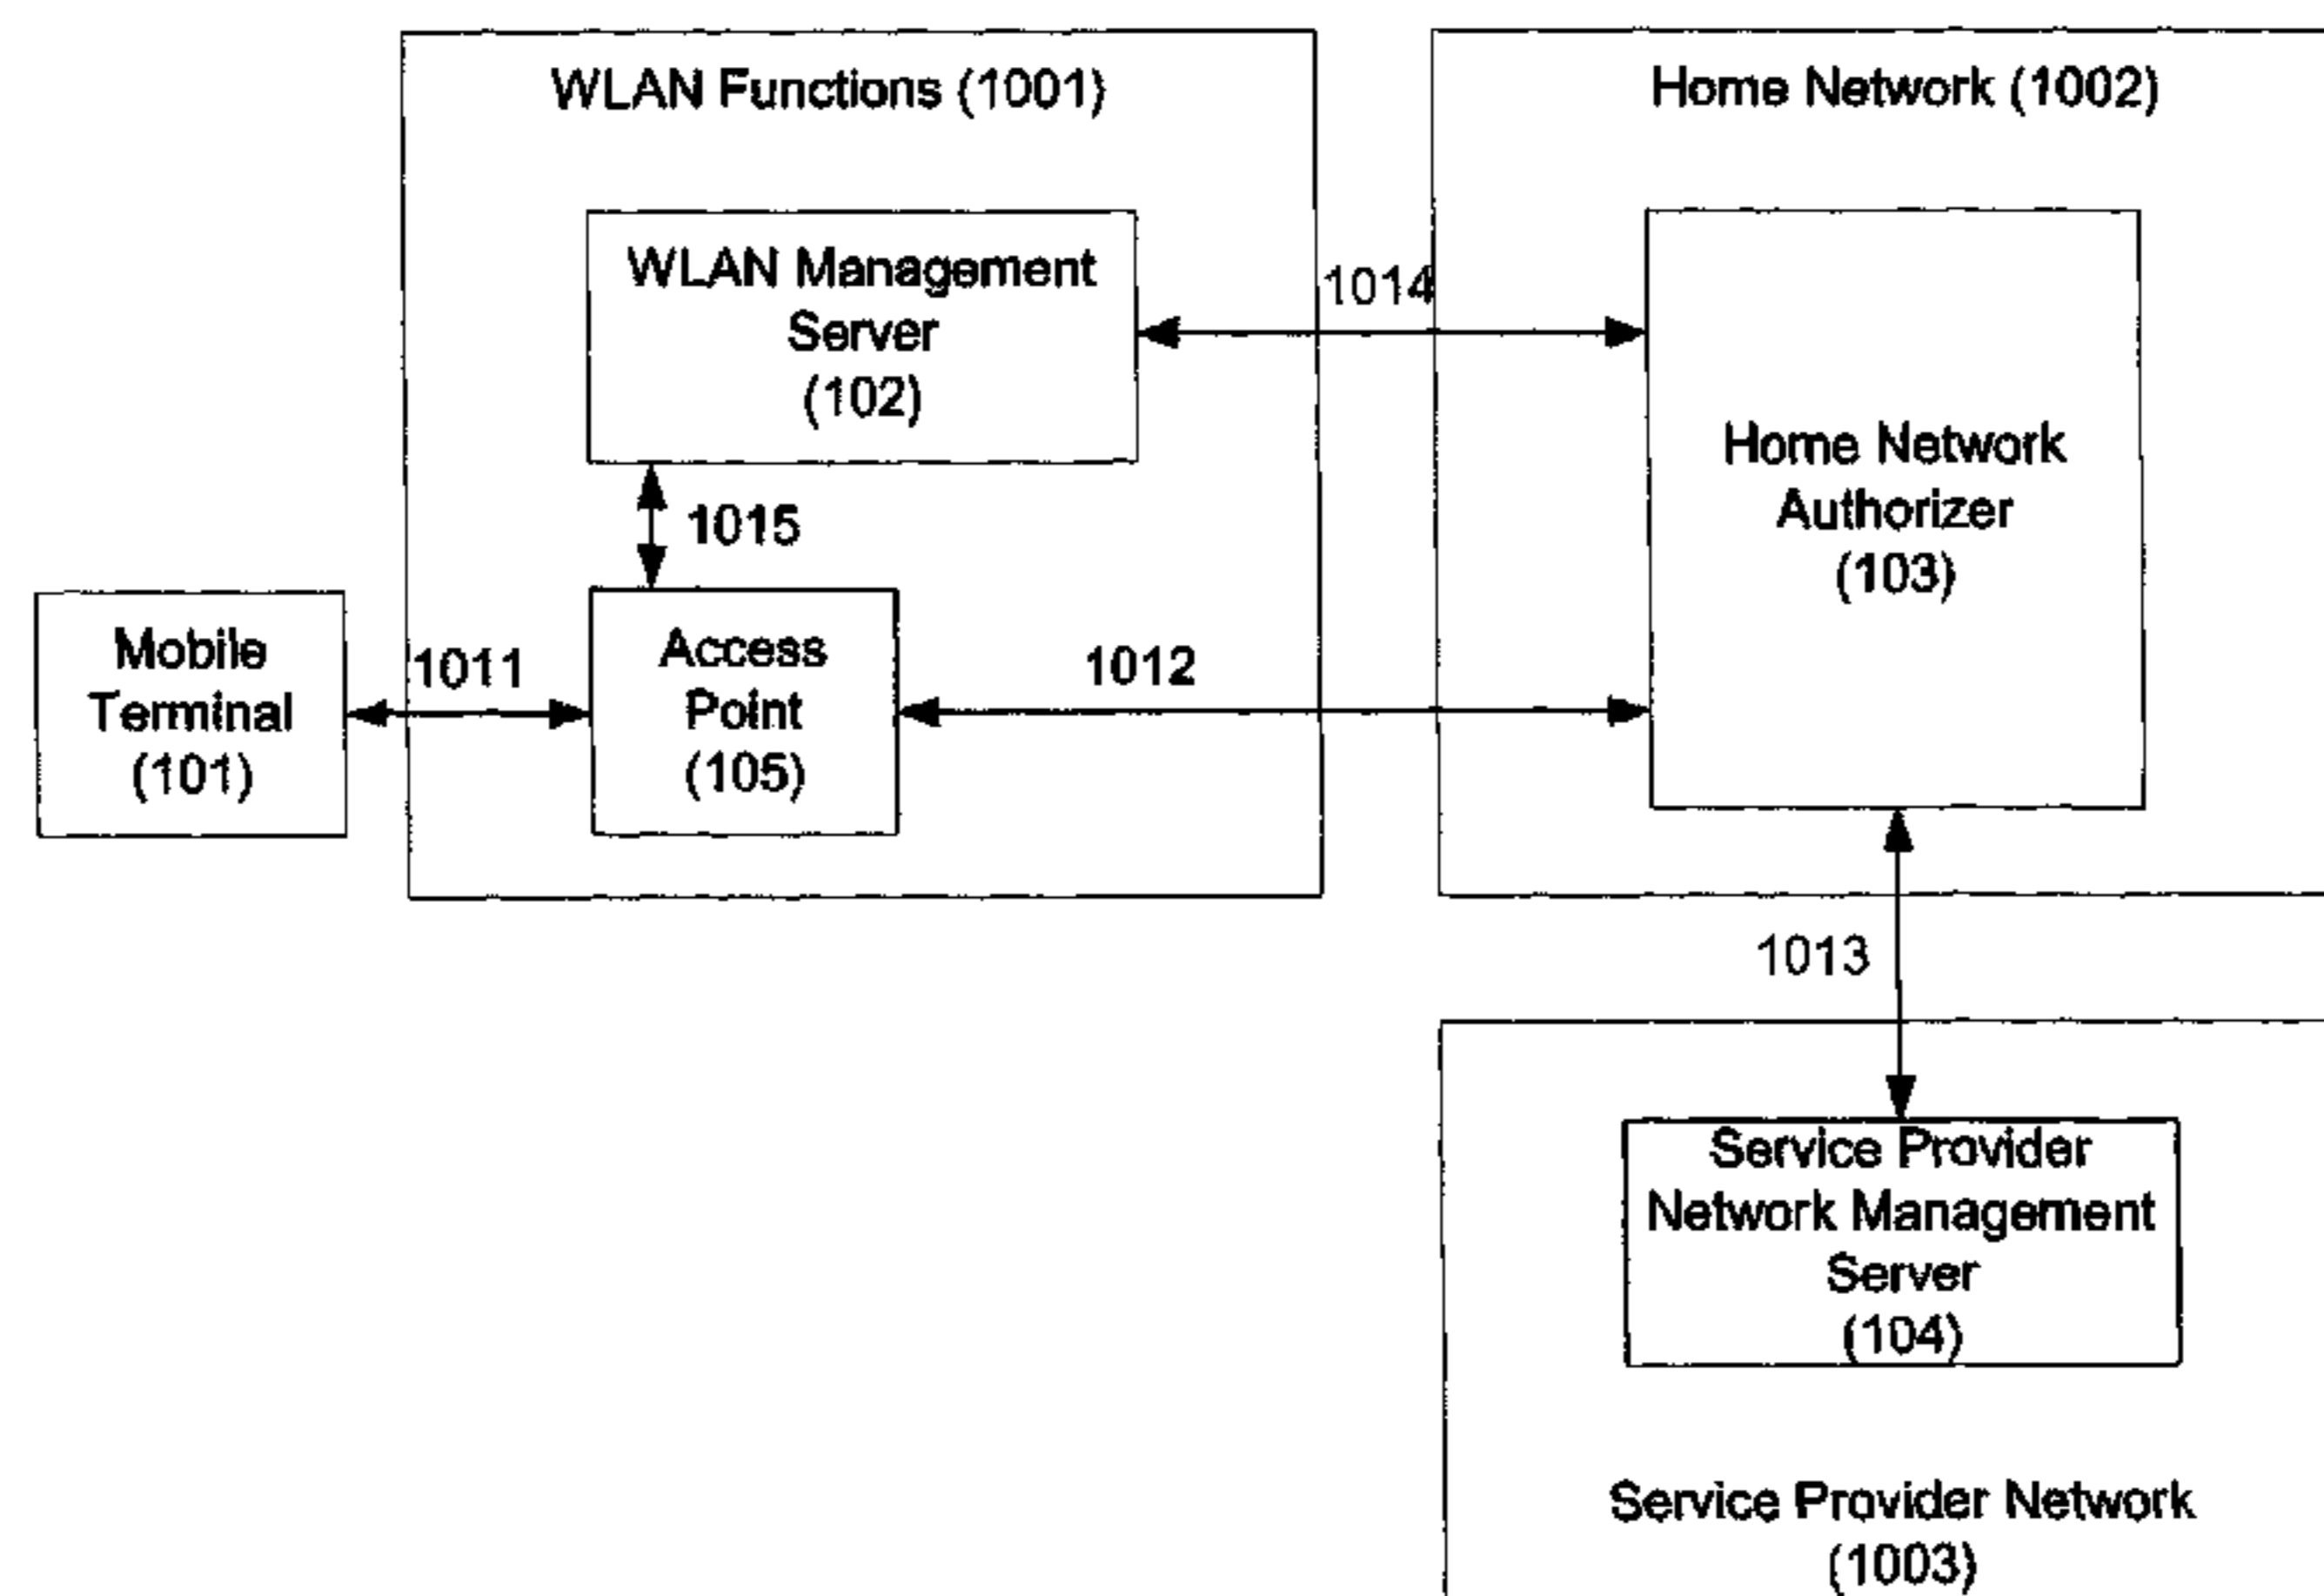 WLAN Functions (1001)
Home Network (1002)
WLAN Management
Server
(102)
1014
Home Network
Authorizer
(103)
1015
Mobile
Terminal
(101)
1011
Access
Point
(105)
1012
1013
Service Provider
Network Management
Server
(104)
Service Provider Network
(1003)